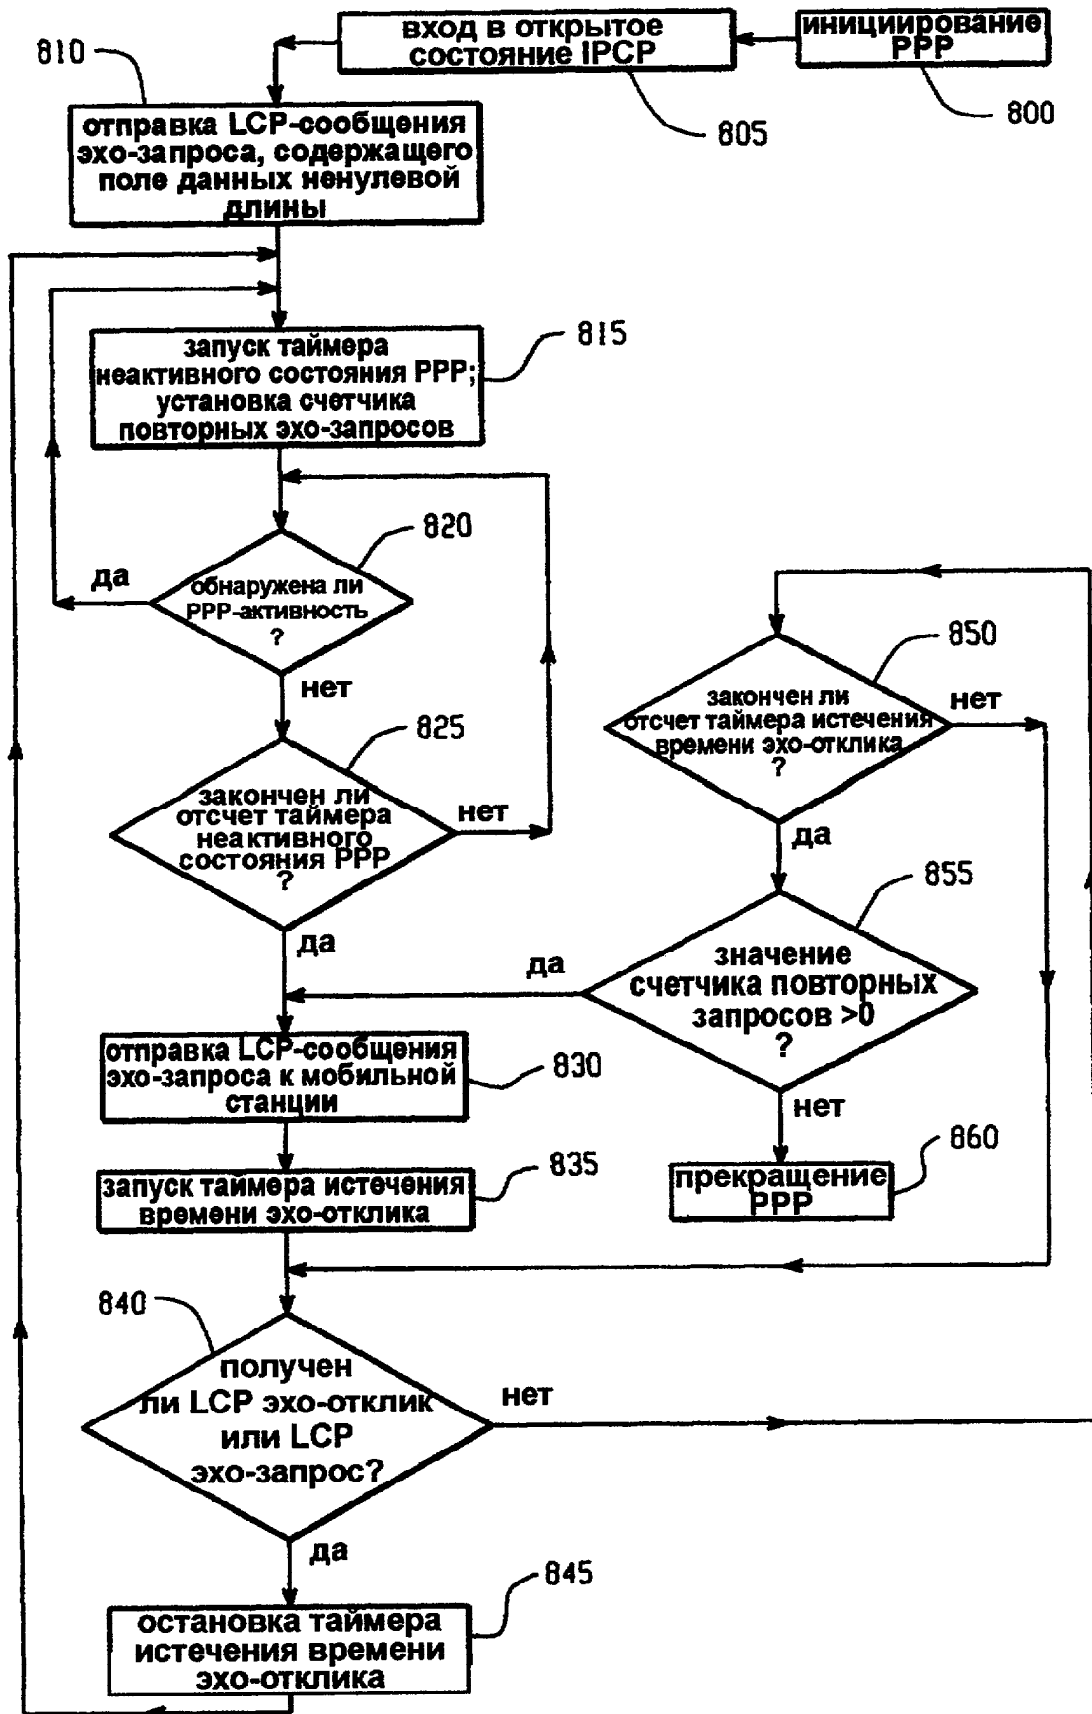 инициирование
PPP
800
вход в открытое
состояние IPCP
805
810
отправка LCP-сообщения
эхо-запроса, содержащего
поле данных ненулевой
длины
815
запуск таймера
неактивного состояния PPP;
установка счетчика
повторных эхо-запросов
820
обнаружена ли
PPP-активность
?
да
нет
825
закончен ли
отсчет таймера
неактивного
состояния PPP
?
нет
да
830
отправка LCP-сообщения
эхо-запроса к мобильной
станции
835
запуск таймера истечения
времени эхо-отклика
840
получен
ли LCP эхо-отклик
или LCP
эхо-запрос?
нет
да
845
остановка таймера
истечения времени
эхо-отклика
850
закончен ли
отсчет таймера истечения
времени эхо-отклика
?
нет
да
855
значение
счетчика повторных
запросов >0
?
да
нет
860
прекращение
PPP